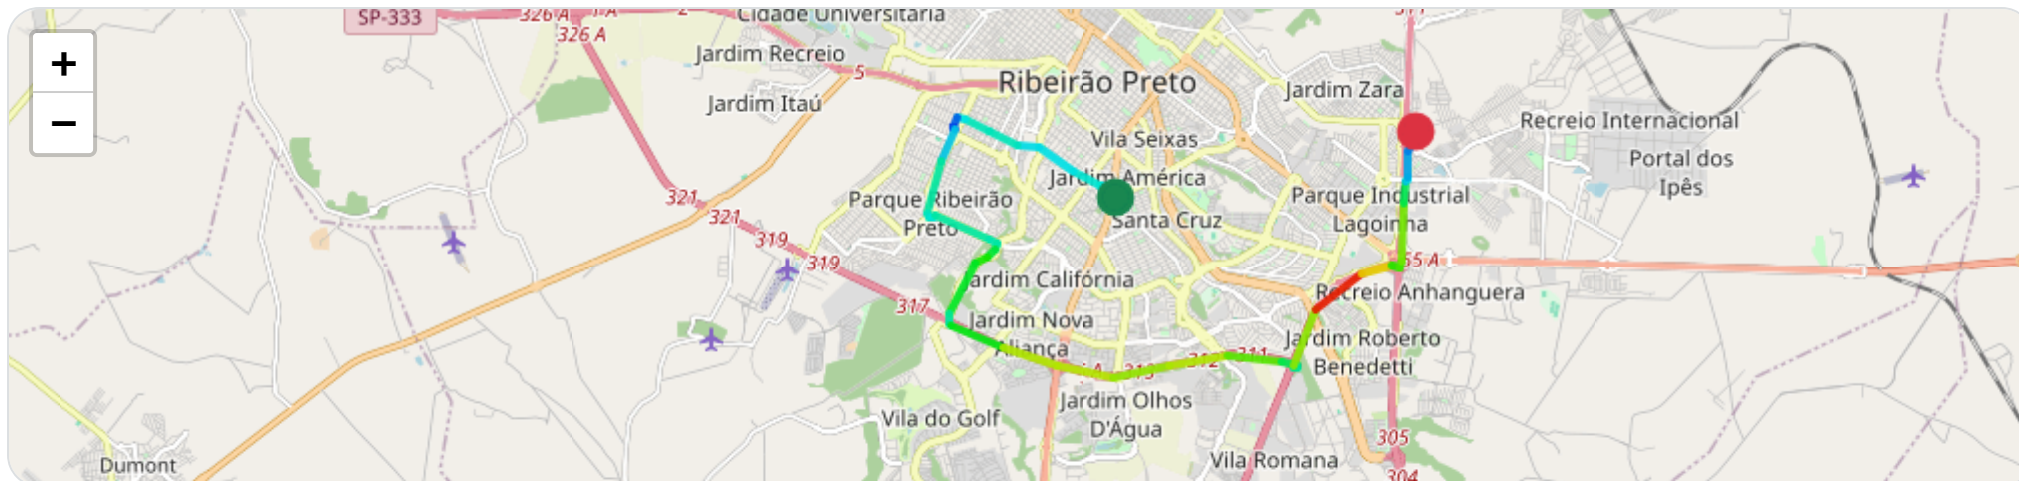 +
−
SP-333
326 A
326 A
Cidade Universitária
Jardim Recreio
5
Jardim Itaú
Ribeirão Preto
Jardim Zara
Recreio Internacional
Vila Seixas
Portal dos
Ipês
Jardim América
Parque Ribeirão
Preto
Santa Cruz
Parque Industrial
Lagoinha
321
321
319
319
317
Jardim Califórnia
Recreio Anhanguera
Jardim Nova
Aliança
312
311
Jardim Roberto
Benedetti
Jardim Olhos
D'Água
Vila do Golf
305
304
Vila Romana
Dumont